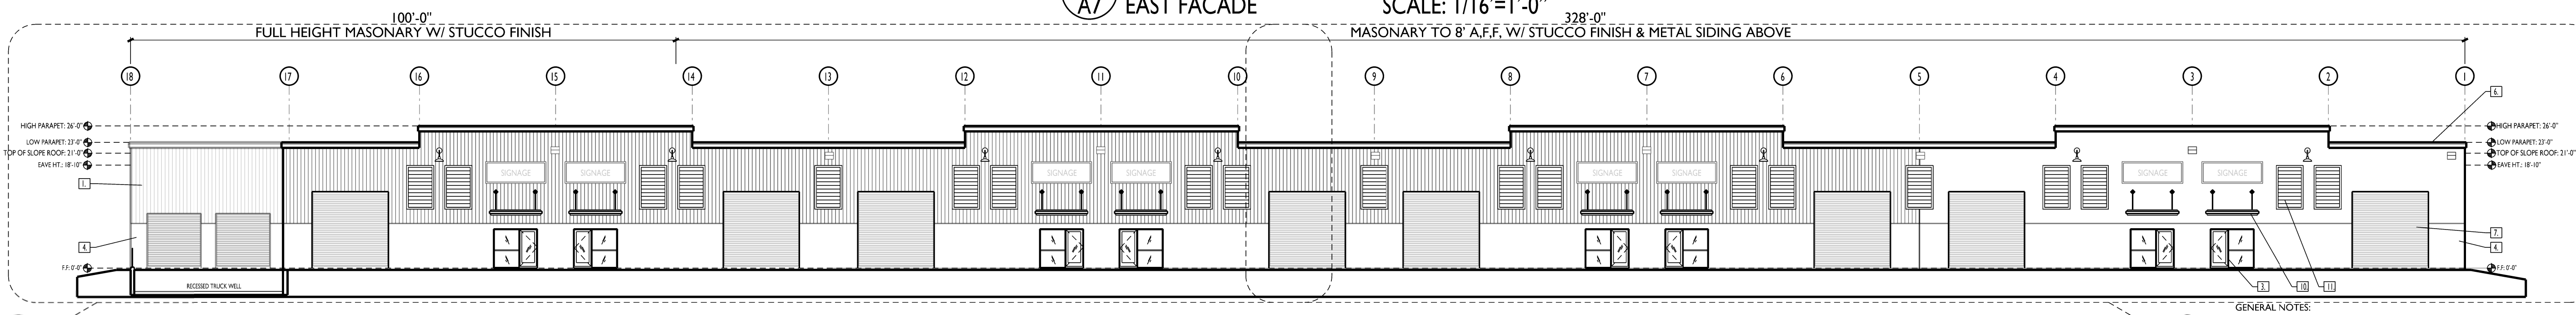 A7 EAST FACADE SCALE: 1/16'=1'-0"
100'-0" 328'-0"
FULL HEIGHT MASONRY W/ STUCCO FINISH MASONRY TO 8' A,F,F, W/ STUCCO FINISH & METAL SIDING ABOVE
18 17 16 15 14 13 12 11 10 9 8 7 6 5 4 3 2 1
6.
HIGH PARAPET: 26'-0" HIGH PARAPET: 26'-0"
LOW PARAPET: 23'-0" LOW PARAPET: 23'-0"
TOP OF SLOPE ROOF: 21'-0" TOP OF SLOPE ROOF: 21'-0"
EAVE HT.: 18'-10" EAVE HT.: 18'-10"
SIGNAGE SIGNAGE SIGNAGE SIGNAGE SIGNAGE SIGNAGE SIGNAGE SIGNAGE
1.
7.
4. 4.
F.F: 0'-0" F.F: 0'-0"
RECESSED TRUCK WELL 3. 10. 11.
GENERAL NOTES: